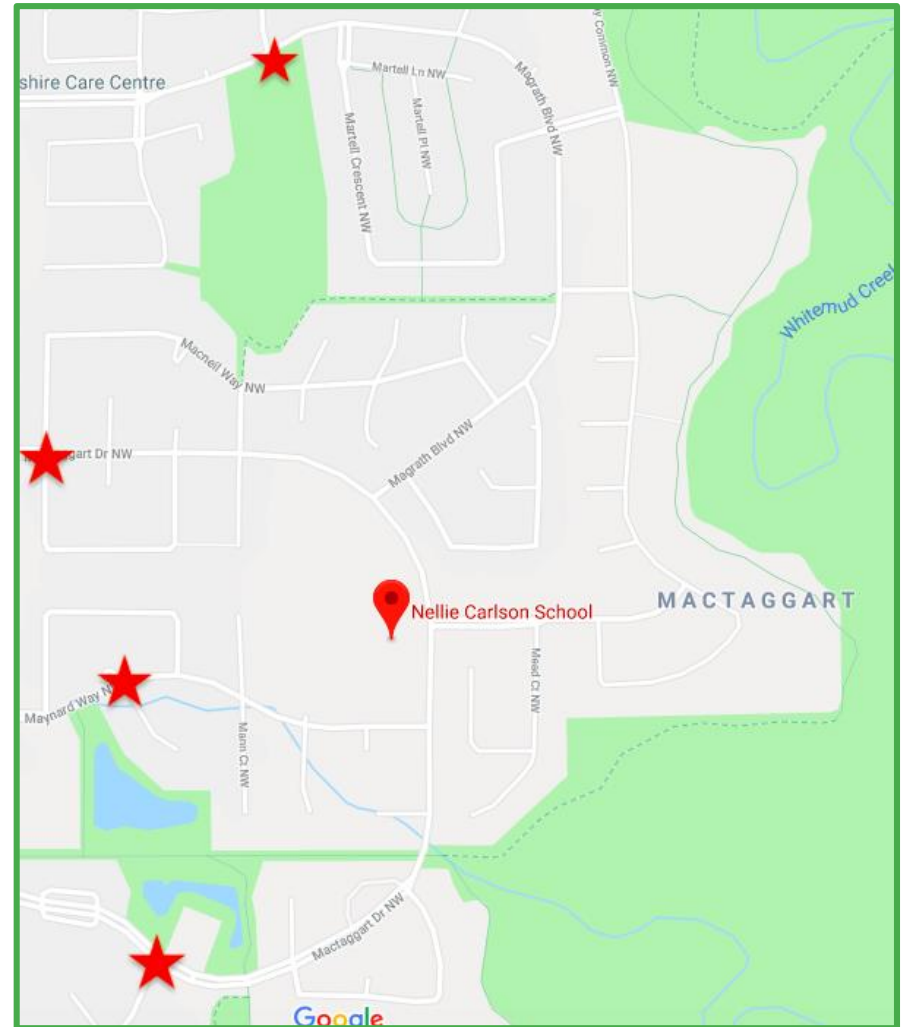 y Common NW
shire Care Centre
Martell Ln NW
Magrath Blvd NW
Martell Pl NW
Martell Crescent NW
Whitemud Creek
Macneil Way NW
gart Dr NW
Magrath Blvd NW
Nellie Carlson School
MACTAGGART
Mead Ct NW
Maynard Way N
Mann Ct NW
Mactaggart Dr NW
Google